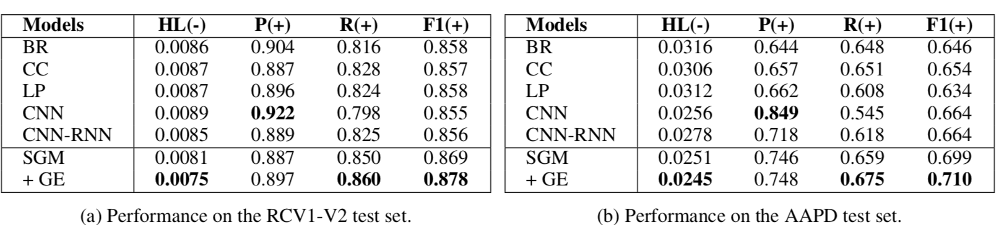 Models HL(-) P(+) R(+) F1(+)
BR 0.0086 0.904 0.816 0.858
CC 0.0087 0.887 0.828 0.857
LP 0.0087 0.896 0.824 0.858
CNN 0.0089 0.922 0.798 0.855
CNN-RNN 0.0085 0.889 0.825 0.856
SGM 0.0081 0.887 0.850 0.869
+ GE 0.0075 0.897 0.860 0.878
(a) Performance on the RCV1-V2 test set.
Models HL(-) P(+) R(+) F1(+)
BR 0.0316 0.644 0.648 0.646
CC 0.0306 0.657 0.651 0.654
LP 0.0312 0.662 0.608 0.634
CNN 0.0256 0.849 0.545 0.664
CNN-RNN 0.0278 0.718 0.618 0.664
SGM 0.0251 0.746 0.659 0.699
+ GE 0.0245 0.748 0.675 0.710
(b) Performance on the AAPD test set.